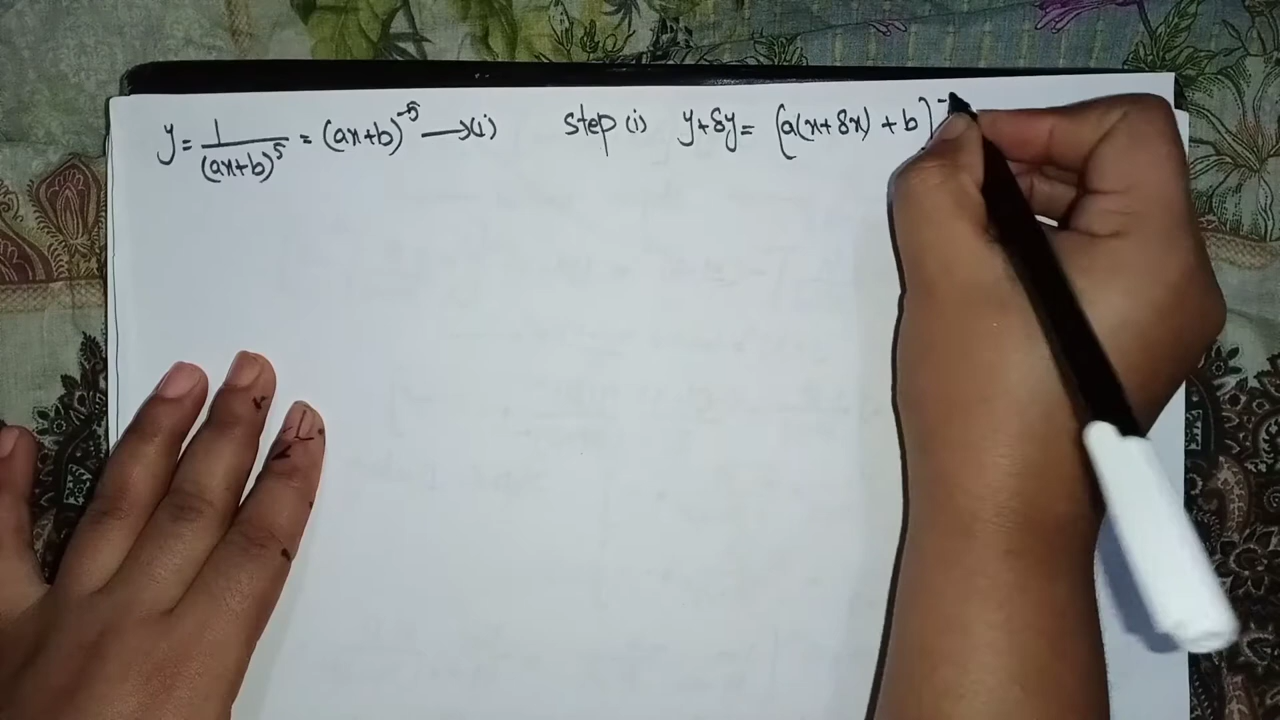 y = 1/(ax+b)^5 = (ax+b)^-5 → (i) step (i) y+δy = [a(x+δx) + b]^-